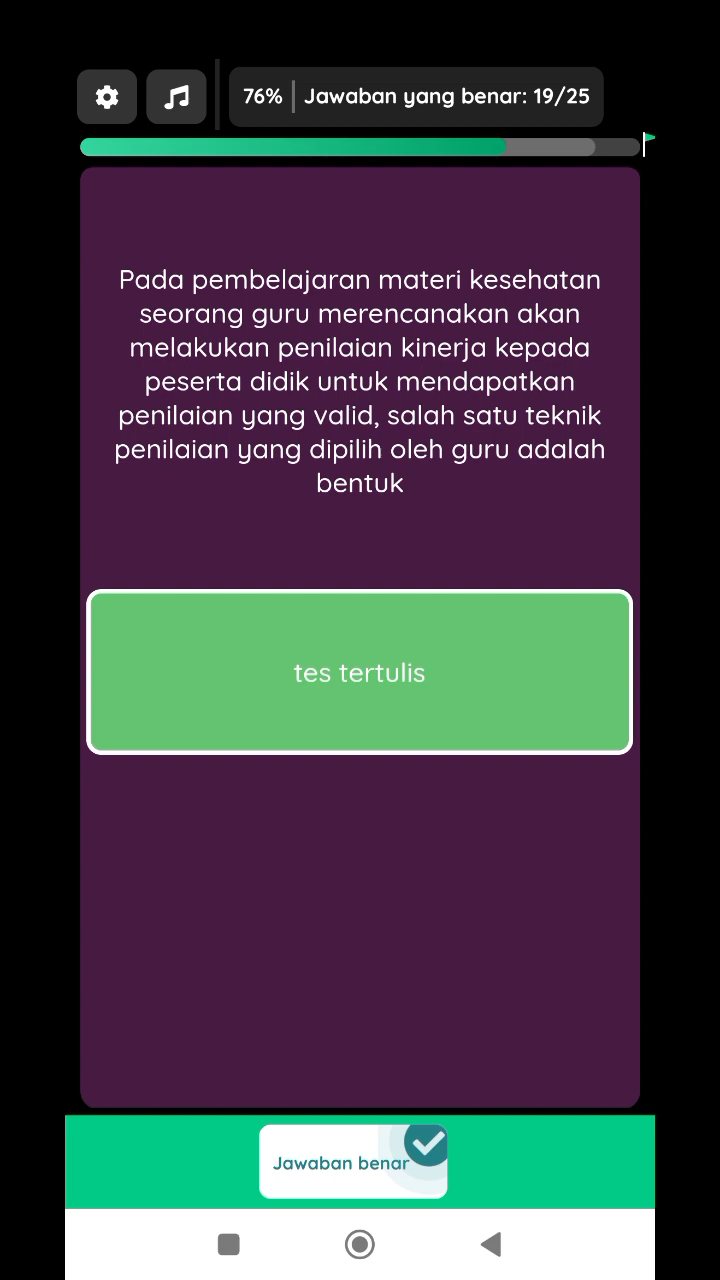 76% | Jawaban yang benar: 19/25
Pada pembelajaran materi kesehatan
seorang guru merencanakan akan
melakukan penilaian kinerja kepada
peserta didik untuk mendapatkan
penilaian yang valid, salah satu teknik
penilaian yang dipilih oleh guru adalah
bentuk
tes tertulis
Jawaban benar